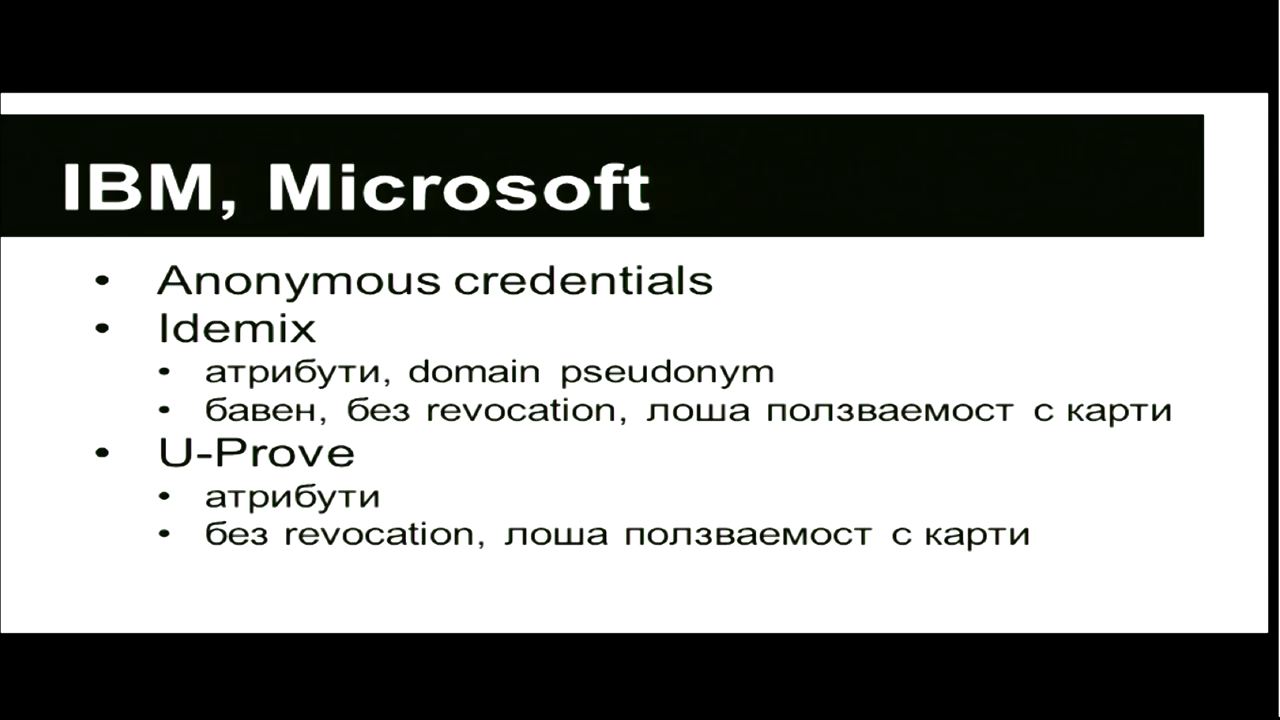 IBM, Microsoft
• Anonymous credentials
• Idemix
• атрибути, domain pseudonym
• бавен, без revocation, лоша ползваемост с карти
• U-Prove
• атрибути
• без revocation, лоша ползваемост с карти